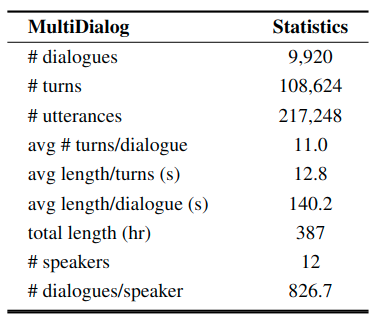 MultiDialog Statistics
# dialogues 9,920
# turns 108,624
# utterances 217,248
avg # turns/dialogue 11.0
avg length/turns (s) 12.8
avg length/dialogue (s) 140.2
total length (hr) 387
# speakers 12
# dialogues/speaker 826.7